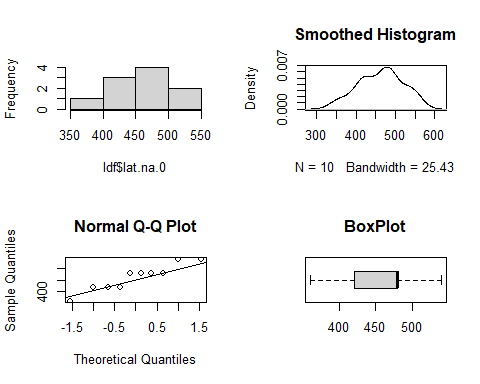 Smoothed Histogram
Frequency
0 2 4
350 400 450 500 550
ldf$lat.na.0
Density
0.000 0.007
300 400 500 600
N = 10 Bandwidth = 25.43
Normal Q-Q Plot
Sample Quantiles
400
-1.5 -0.5 0.5 1.5
Theoretical Quantiles
BoxPlot
400 450 500